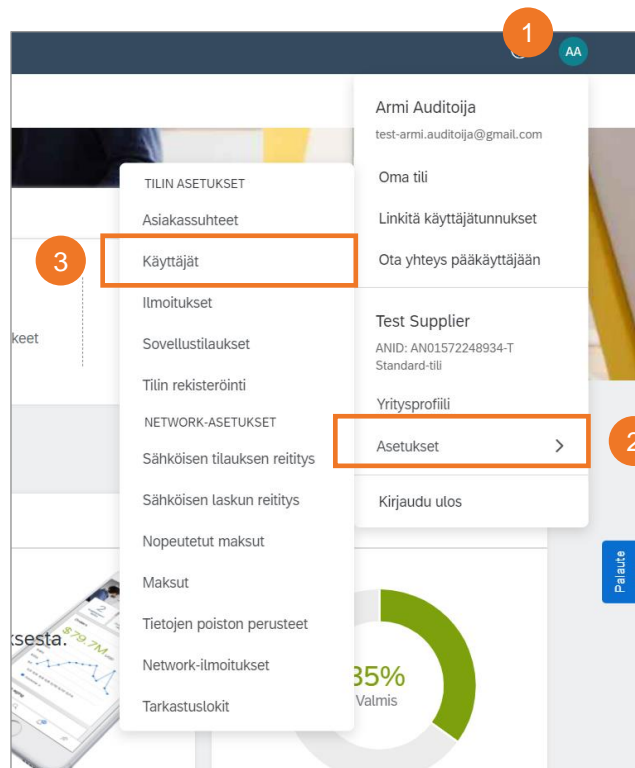 1
AA
Armi Auditoija
test-armi.auditoija@gmail.com
Oma tili
Linkitä käyttäjätunnukset
Ota yhteys pääkäyttäjään
Test Supplier
ANID: AN01572248934-T
Standard-tili
Yritysprofiili
Asetukset
2
Kirjaudu ulos
TILIN ASETUKSET
Asiakassuhteet
3
Käyttäjät
Ilmoitukset
Sovellustilaukset
Tilin rekisteröinti
NETWORK-ASETUKSET
Sähköisen tilauksen reititys
Sähköisen laskun reititys
Nopeutetut maksut
Maksut
Tietojen poiston perusteet
Network-ilmoitukset
Tarkastuslokit
keet
ksesta.
2
$79.7M
35%
Valmis
Palaute